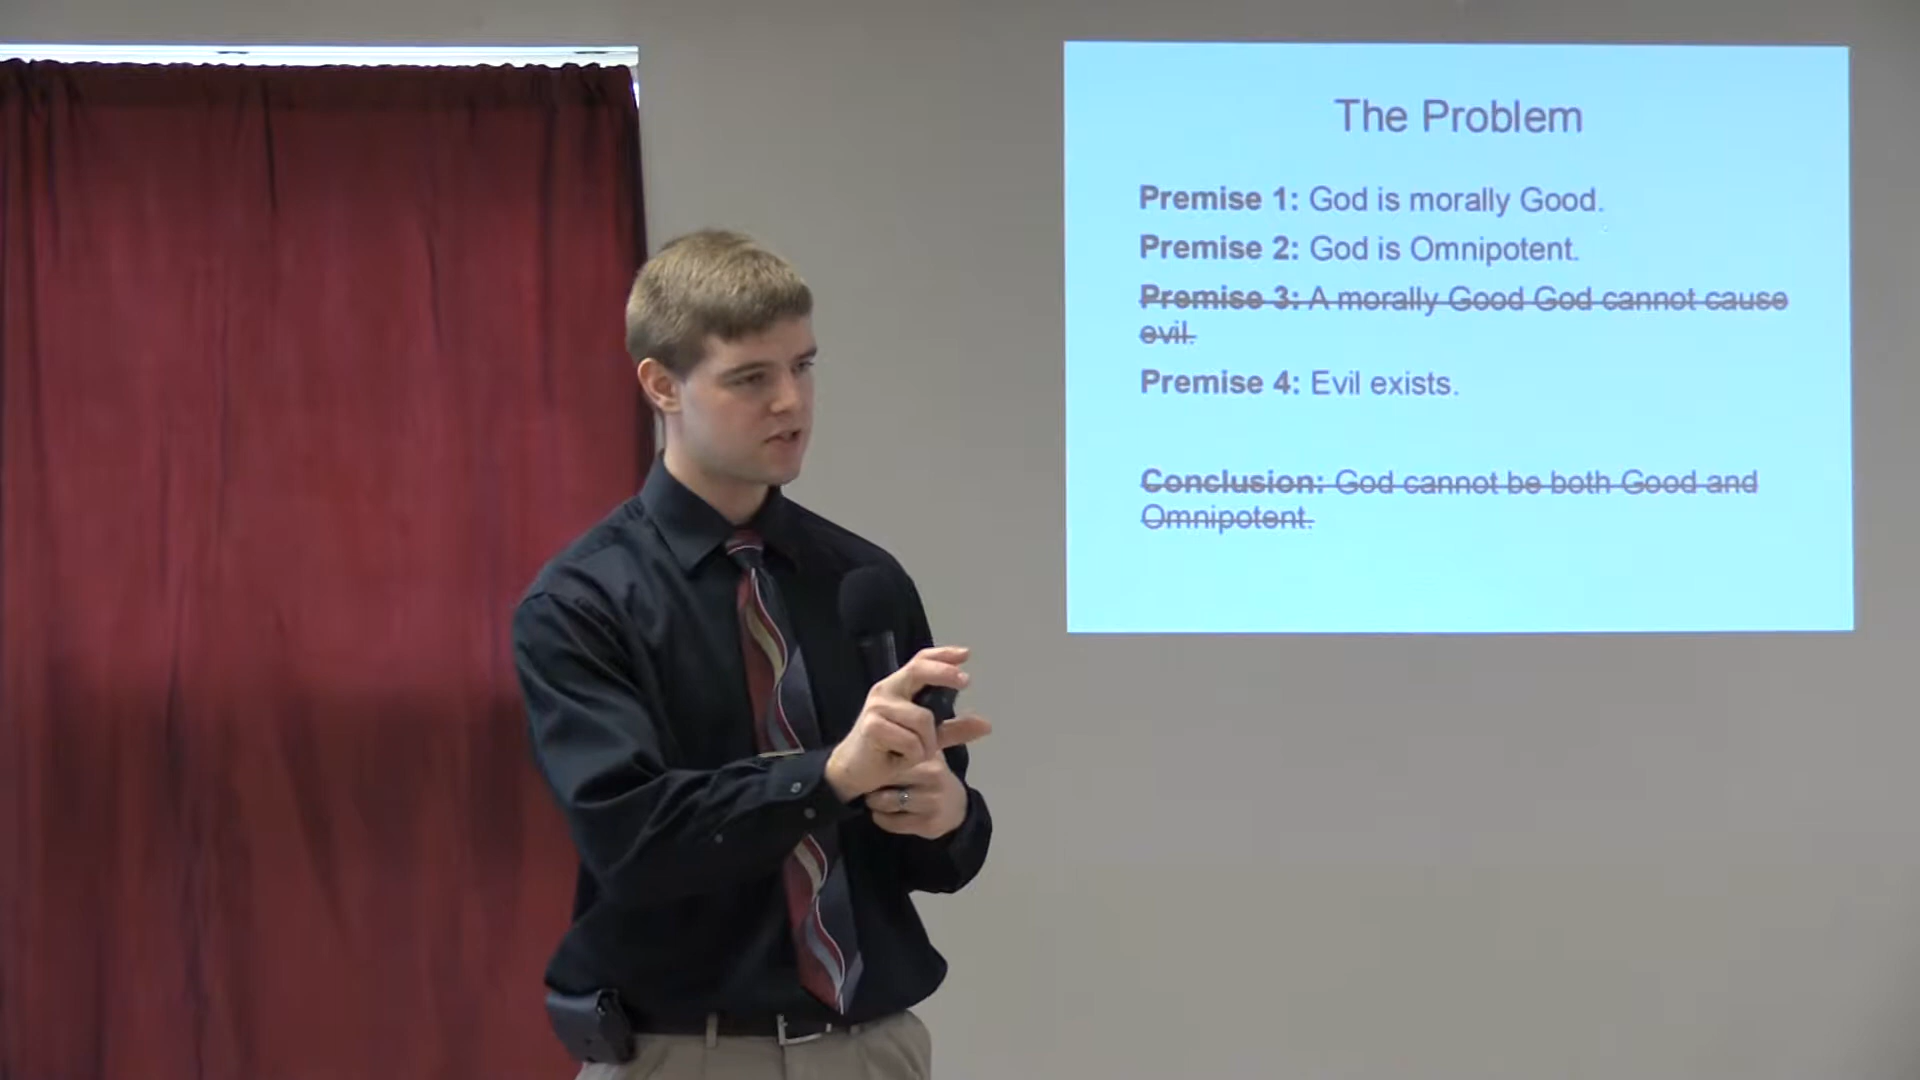 The Problem
Premise 1: God is morally Good.
Premise 2: God is Omnipotent.
Premise 3: A morally Good God cannot cause
evil.
Premise 4: Evil exists.
Conclusion: God cannot be both Good and
Omnipotent.